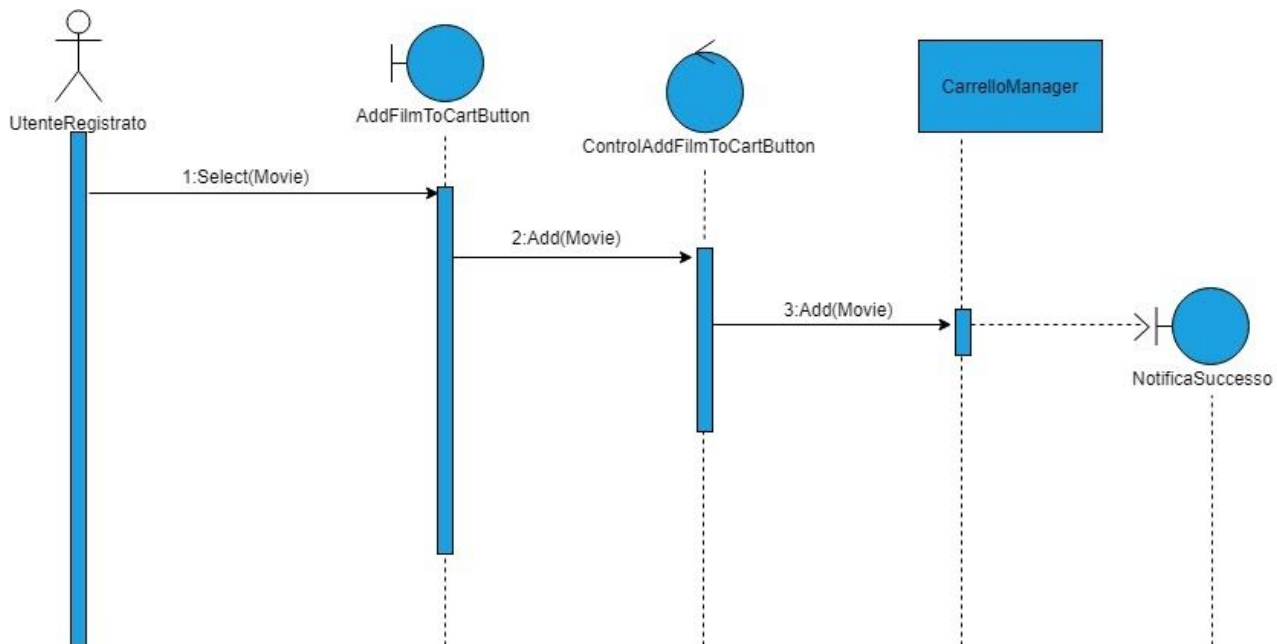 UtenteRegistrato
AddFilmToCartButton
ControlAddFilmToCartButton
CarrelloManager
1:Select(Movie)
2:Add(Movie)
3:Add(Movie)
NotificaSuccesso